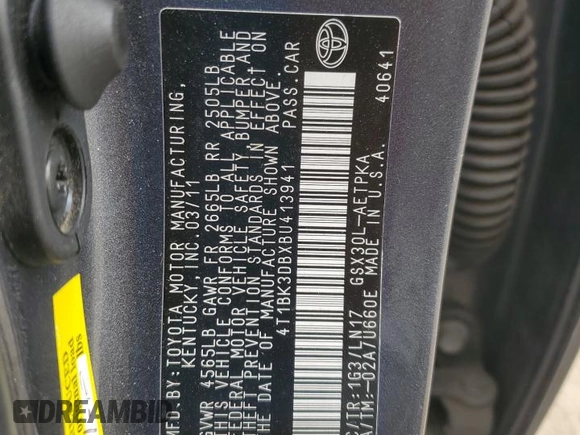 MFD.BY:TOYOTA MOTOR MANUFACTURING,
KENTUCKY, INC. 03/11
GVWR 4565LB GAWR FR 2665LB RR 2505LB
THIS VEHICLE CONFORMS TO ALL APPLICABLE
FEDERAL MOTOR VEHICLE SAFETY, BUMPER AND
THEFT PREVENTION STANDARDS IN EFFECT ON
THE DATE OF MANUFACTURE SHOWN ABOVE.
4T1BK3DBXBU413941 PASS.CAR
C/TR:1G3/LN17 GSX30L-AETPKA
A/TM:-02A/U660E MADE IN U.S.A.
40641
DEALERCARFACTS